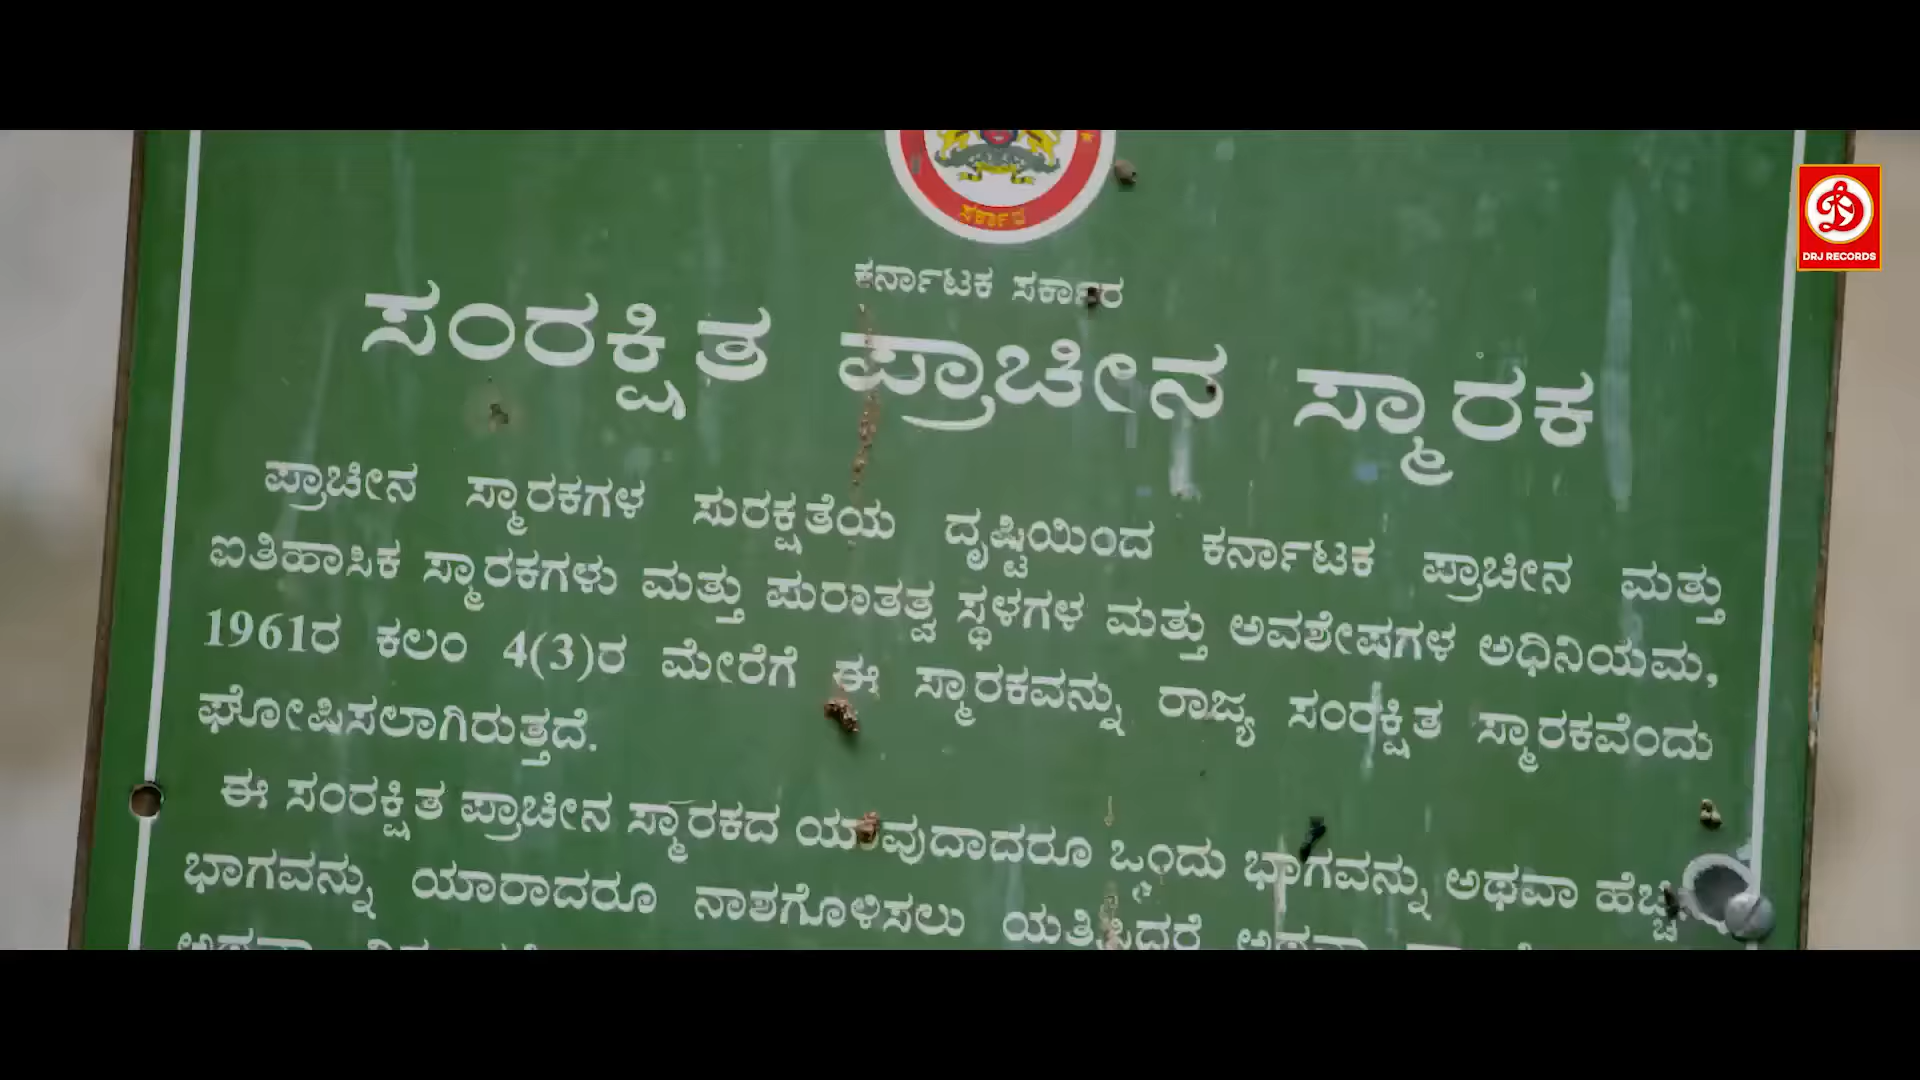 ಸರ್ಕಾರ
DRJ RECORDS
ಕರ್ನಾಟಕ ಸರ್ಕಾರ
ಸಂರಕ್ಷಿತ ಪ್ರಾಚೀನ ಸ್ಮಾರಕ
ಪ್ರಾಚೀನ ಸ್ಮಾರಕಗಳ ಸುರಕ್ಷತೆಯ ದೃಷ್ಟಿಯಿಂದ ಕರ್ನಾಟಕ ಪ್ರಾಚೀನ ಮತ್ತು
ಐತಿಹಾಸಿಕ ಸ್ಮಾರಕಗಳು ಮತ್ತು ಪುರಾತತ್ವ ಸ್ಥಳಗಳ ಮತ್ತು ಅವಶೇಷಗಳ ಅಧಿನಿಯಮ,
1961ರ ಕಲಂ 4(3)ರ ಮೇರೆಗೆ ಈ ಸ್ಮಾರಕವನ್ನು ರಾಜ್ಯ ಸಂರಕ್ಷಿತ ಸ್ಮಾರಕವೆಂದು
ಘೋಷಿಸಲಾಗಿರುತ್ತದೆ.
ಈ ಸಂರಕ್ಷಿತ ಪ್ರಾಚೀನ ಸ್ಮಾರಕದ ಯಾವುದಾದರೂ ಒಂದು ಭಾಗವನ್ನು ಅಥವಾ
ಭಾಗವನ್ನು ಯಾರಾದರೂ ನಾಶಗೊಳಿಸಲು ಯತ್ನಿಸಿದರೆ ಅಥವಾ